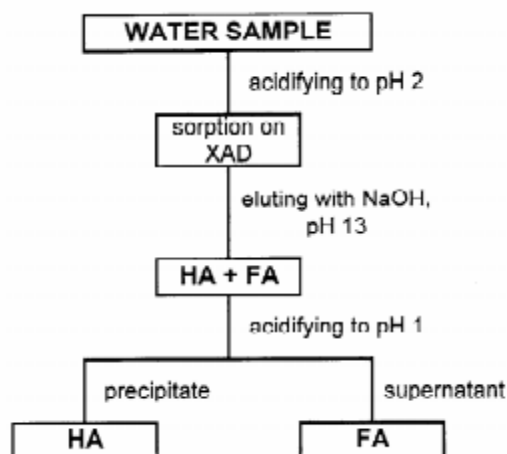 WATER SAMPLE
acidifying to pH 2
sorption on
XAD
eluting with NaOH,
pH 13
HA + FA
acidifying to pH 1
precipitate
supernatant
HA
FA